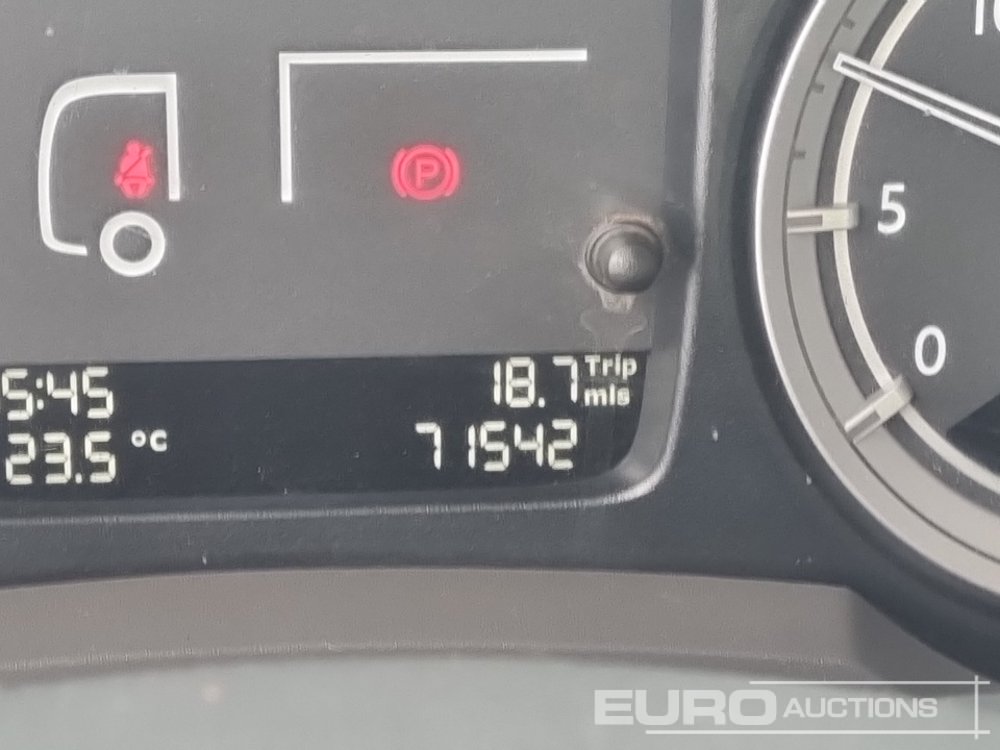 P
5:45 18.7 Trip mls
23.5 °C 71542
5
0
EURO AUCTIONS